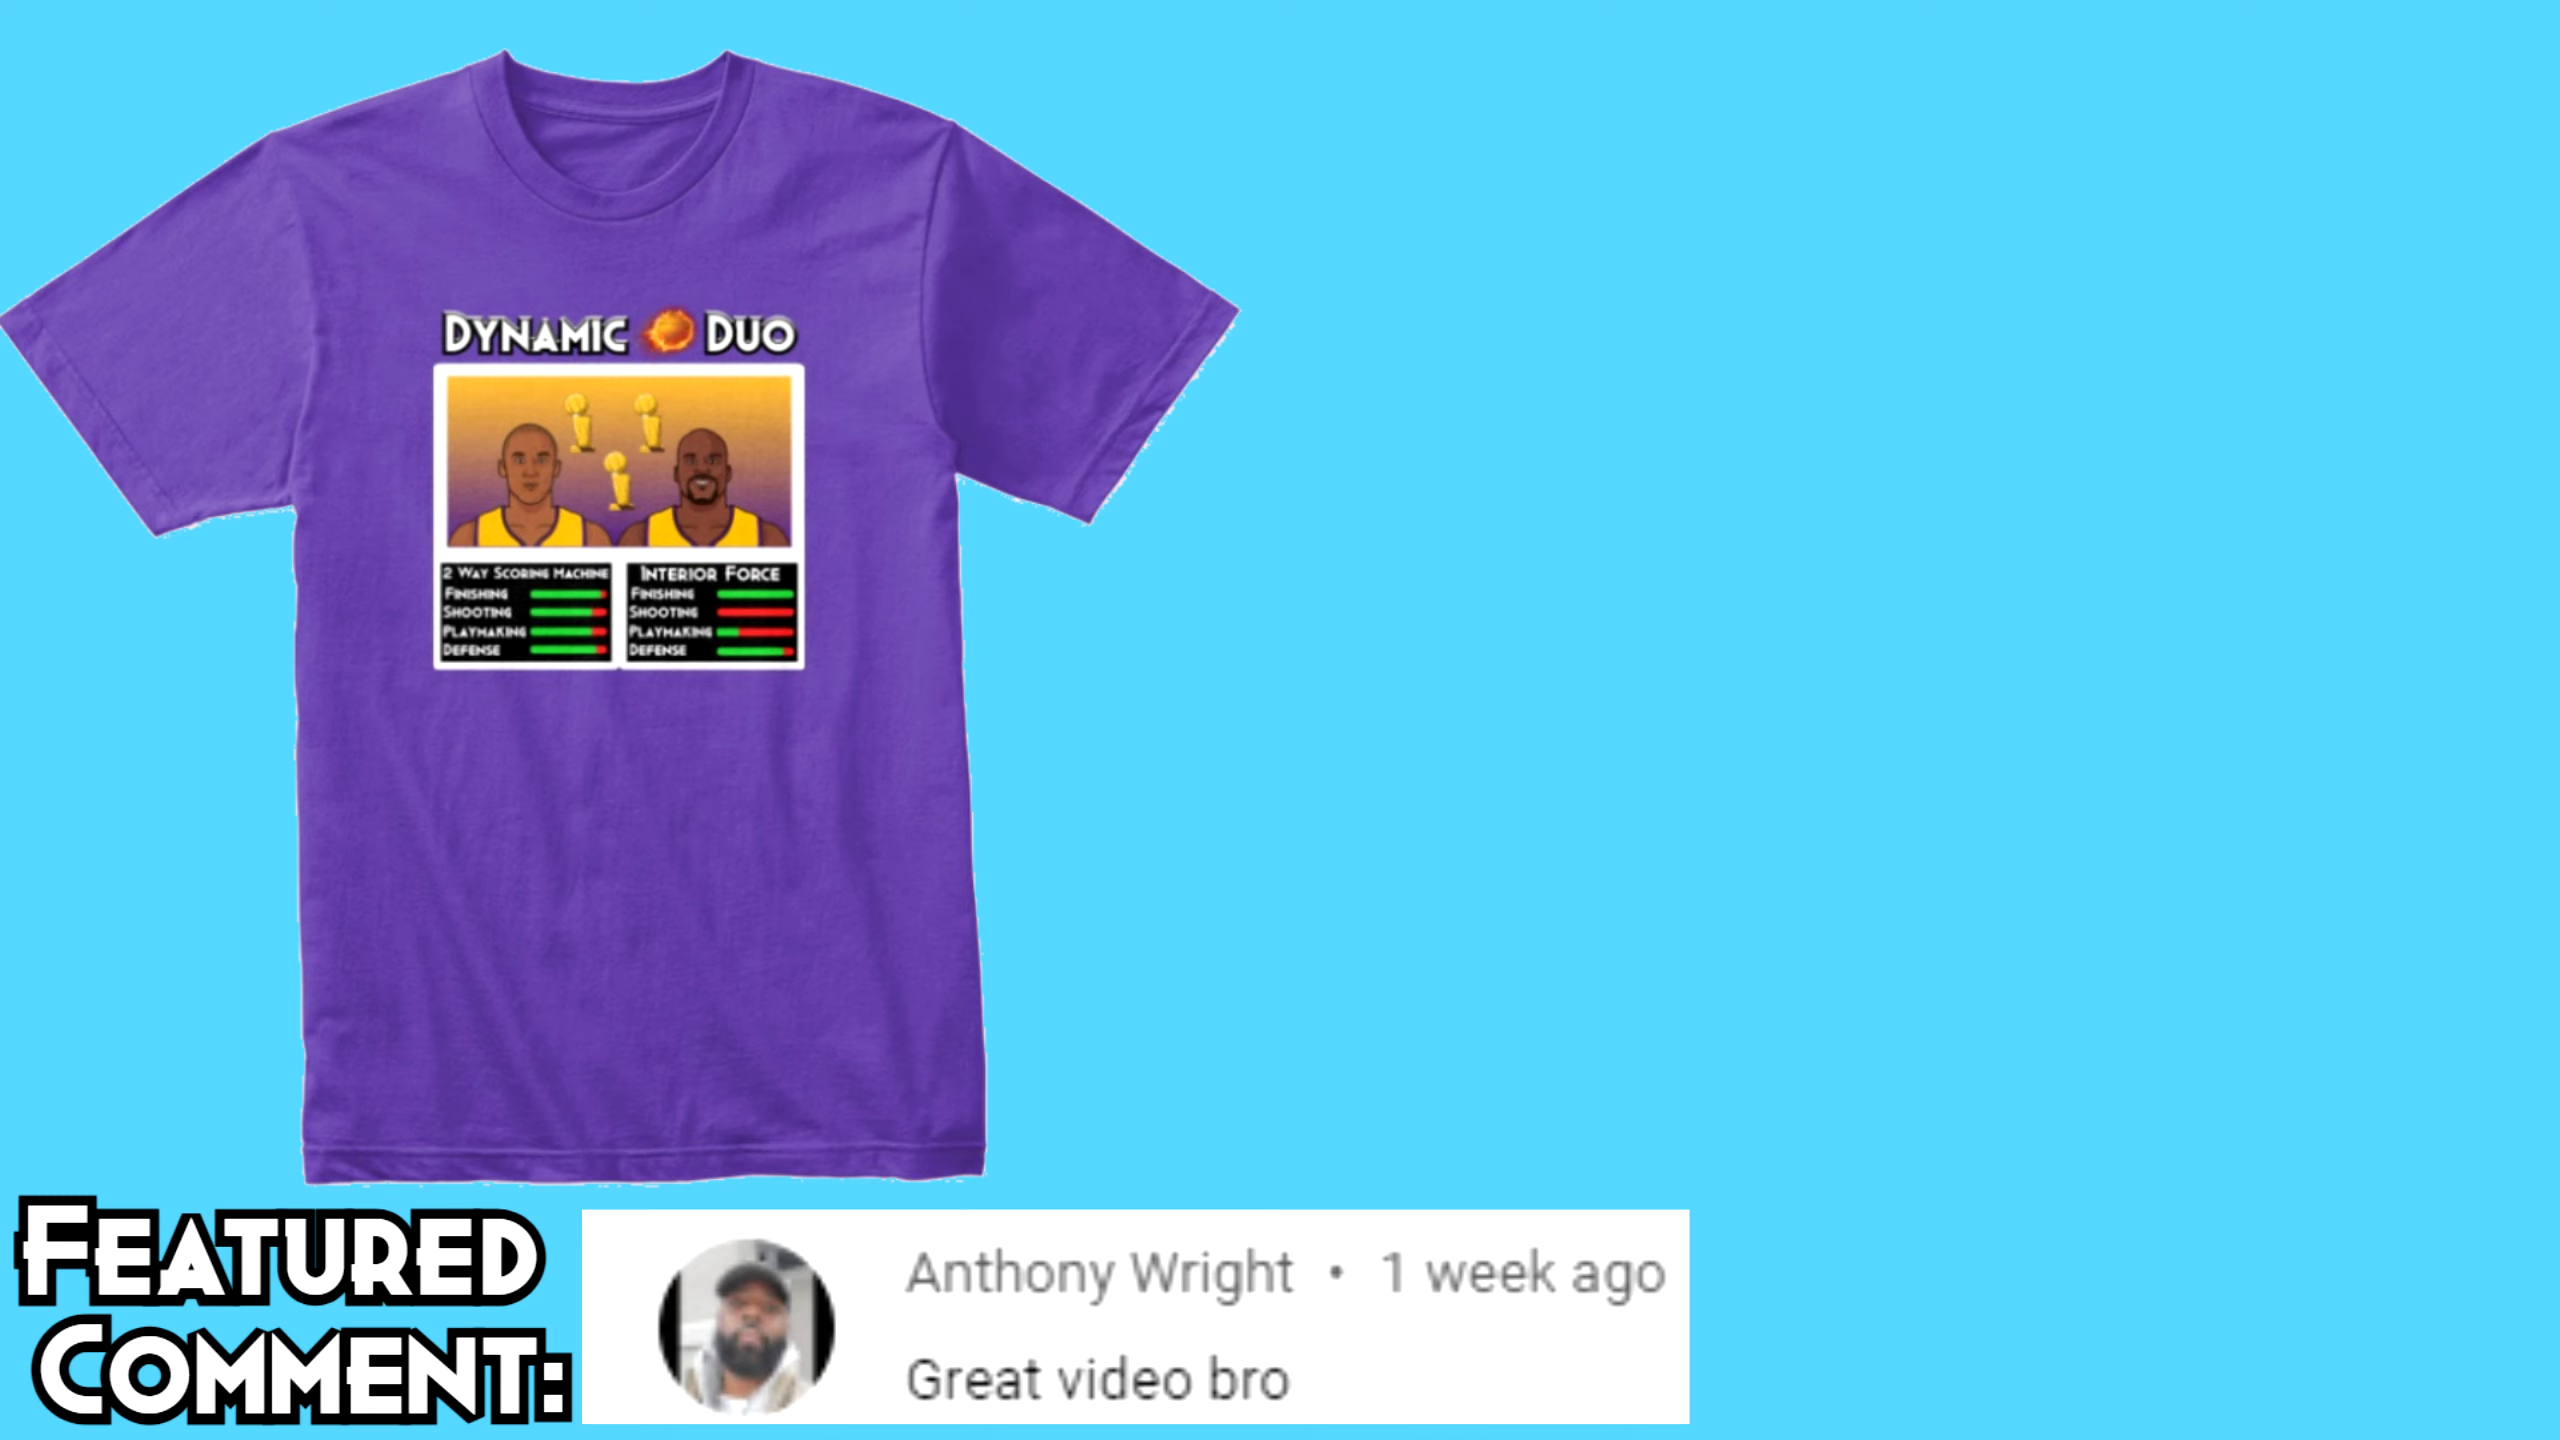 DYNAMIC DUO
2 WAY SCORING MACHINE
FINISHING
SHOOTING
PLAYMAKING
DEFENSE
INTERIOR FORCE
FINISHING
SHOOTING
PLAYMAKING
DEFENSE
FEATURED
COMMENT:
Anthony Wright • 1 week ago
Great video bro